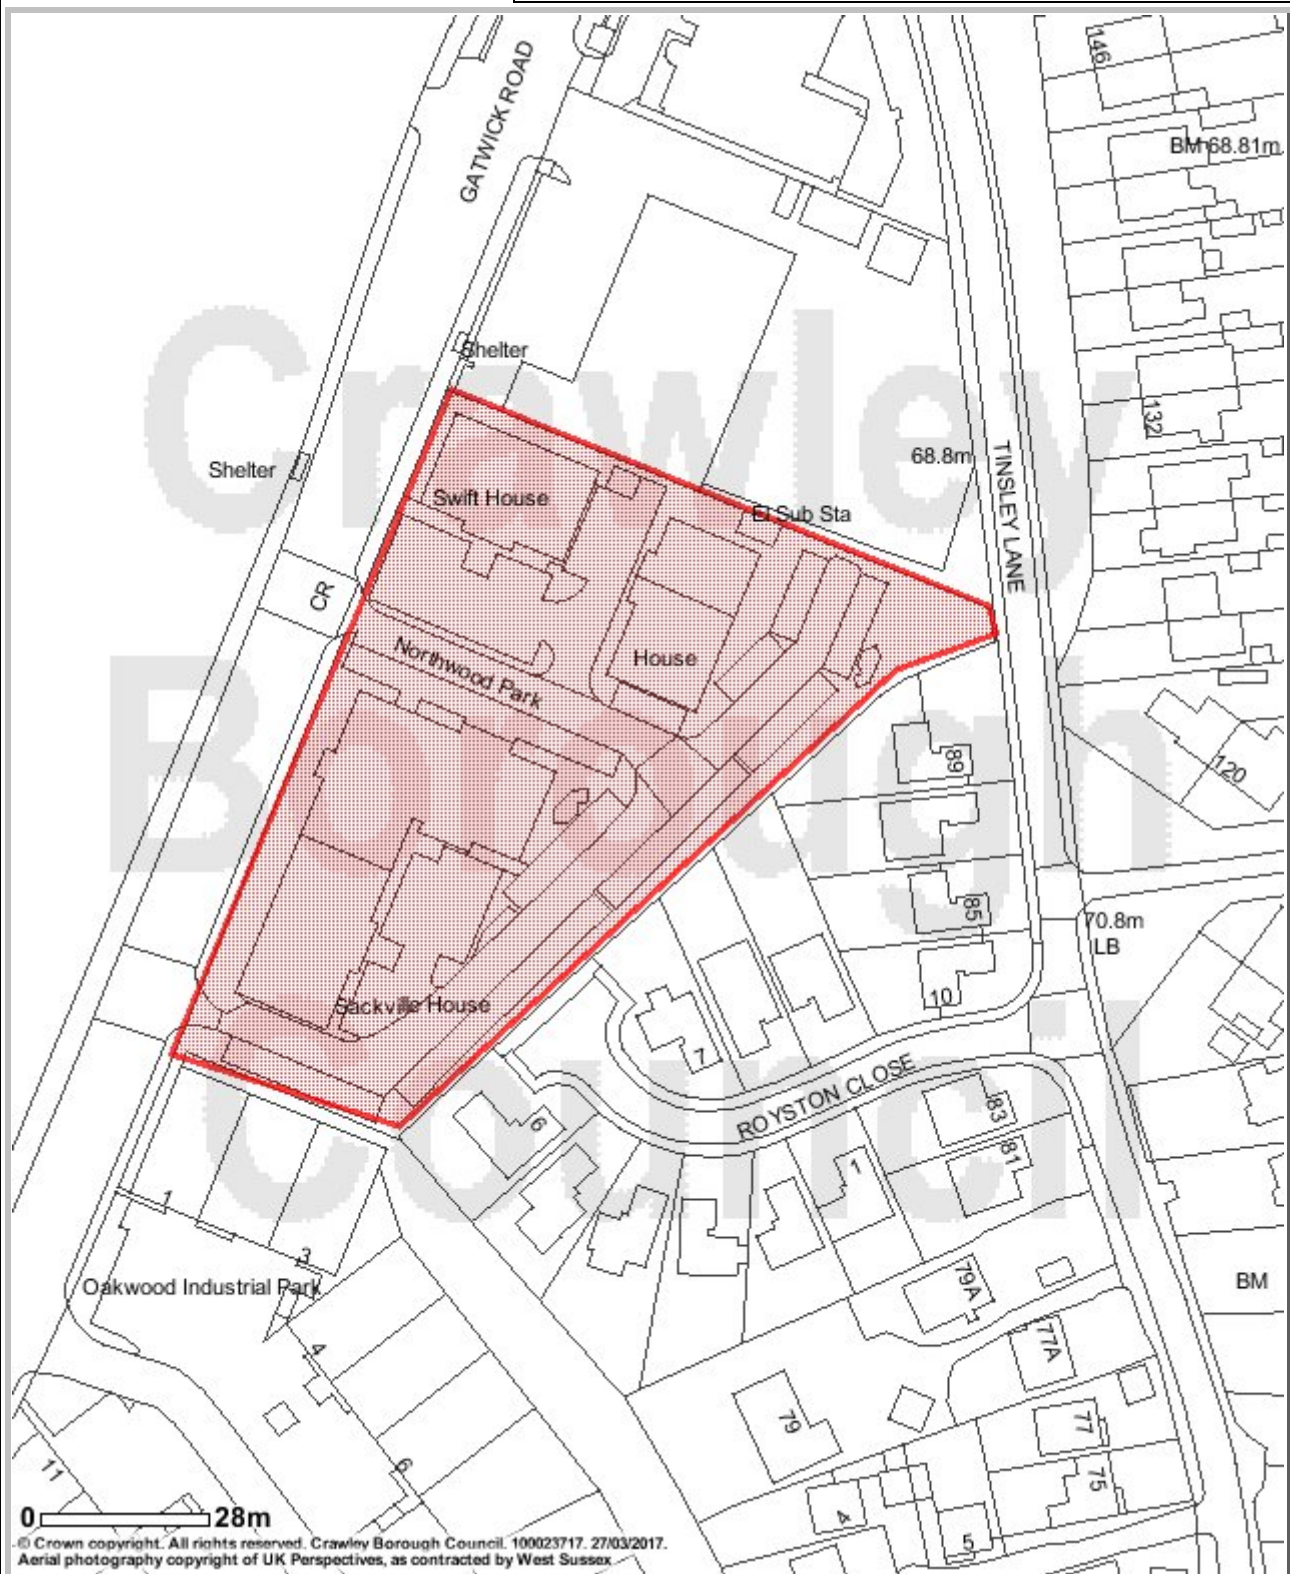 146
GATWICK ROAD
BM 68.81m
Shelter
132
68.8m
TINSLEY LANE
Shelter
Swift House
El Sub Sta
CR
Northwood Park
House
89
120
85
70.8m
LB
10
Sackville House
7
ROYSTON CLOSE
83
6
81
1
1
3
79A
BM
Oakwood Industrial Park
4
77A
79
77
6
75
11
4
5
0 28m
© Crown copyright. All rights reserved. Crawley Borough Council. 100023717. 27/03/2017.
Aerial photography copyright of UK Perspectives, as contracted by West Sussex
Crawley
Borough
Council